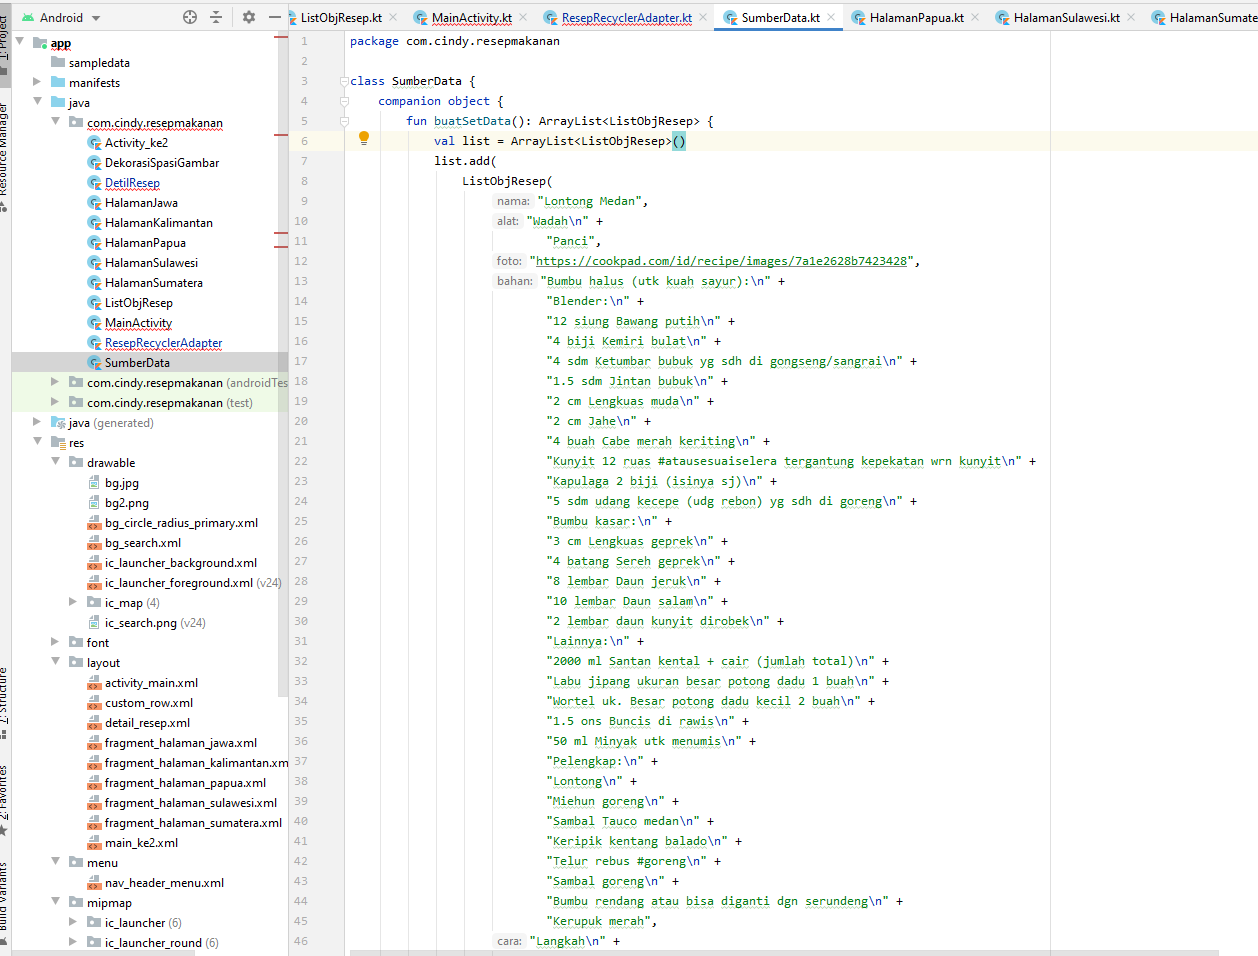 Android
ListObjResep.kt
MainActivity.kt
ResepRecyclerAdapter.kt
SumberData.kt
HalamanPapua.kt
HalamanSulawesi.kt
HalamanSumate
1: Project
Resource Manager
7: Structure
2: Favorites
Build Variants
app
sampledata
manifests
java
com.cindy.resepmakanan
Activity_ke2
DekorasiSpasiGambar
DetilResep
HalamanJawa
HalamanKalimantan
HalamanPapua
HalamanSulawesi
HalamanSumatera
ListObjResep
MainActivity
ResepRecyclerAdapter
SumberData
com.cindy.resepmakanan (androidTes
com.cindy.resepmakanan (test)
java (generated)
res
drawable
bg.jpg
bg2.png
bg_circle_radius_primary.xml
bg_search.xml
ic_launcher_background.xml
ic_launcher_foreground.xml (v24)
ic_map (4)
ic_search.png (v24)
font
layout
activity_main.xml
custom_row.xml
detail_resep.xml
fragment_halaman_jawa.xml
fragment_halaman_kalimantan.xm
fragment_halaman_papua.xml
fragment_halaman_sulawesi.xml
fragment_halaman_sumatera.xml
main_ke2.xml
menu
nav_header_menu.xml
mipmap
ic_launcher (6)
ic_launcher_round (6)
1 package com.cindy.resepmakanan
2
3 class SumberData {
4 companion object {
5 fun buatSetData(): ArrayList<ListObjResep> {
6 val list = ArrayList<ListObjResep>()
7 list.add(
8 ListObjResep(
9 nama: "Lontong Medan",
10 alat: "Wadah\n" +
11 "Panci",
12 foto: "https://cookpad.com/id/recipe/images/7a1e2628b7423428",
13 bahan: "Bumbu halus (utk kuah sayur):\n" +
14 "Blender:\n" +
15 "12 siung Bawang putih\n" +
16 "4 biji Kemiri bulat\n" +
17 "4 sdm Ketumbar bubuk yg sdh di gongseng/sangrai\n" +
18 "1.5 sdm Jintan bubuk\n" +
19 "2 cm Lengkuas muda\n" +
20 "2 cm Jahe\n" +
21 "4 buah Cabe merah keriting\n" +
22 "Kunyit 12 ruas #atausesuaiselera tergantung kepekatan wrn kunyit\n" +
23 "Kapulaga 2 biji (isinya sj)\n" +
24 "5 sdm udang kecepe (udg rebon) yg sdh di goreng\n" +
25 "Bumbu kasar:\n" +
26 "3 cm Lengkuas geprek\n" +
27 "4 batang Sereh geprek\n" +
28 "8 lembar Daun jeruk\n" +
29 "10 lembar Daun salam\n" +
30 "2 lembar daun kunyit dirobek\n" +
31 "Lainnya:\n" +
32 "2000 ml Santan kental + cair (jumlah total)\n" +
33 "Labu jipang ukuran besar potong dadu 1 buah\n" +
34 "Wortel uk. Besar potong dadu kecil 2 buah\n" +
35 "1.5 ons Buncis di rawis\n" +
36 "50 ml Minyak utk menumis\n" +
37 "Pelengkap:\n" +
38 "Lontong\n" +
39 "Miehun goreng\n" +
40 "Sambal Tauco medan\n" +
41 "Keripik kentang balado\n" +
42 "Telur rebus #goreng\n" +
43 "Sambal goreng\n" +
44 "Bumbu rendang atau bisa diganti dgn serundeng\n" +
45 "Kerupuk merah",
46 cara: "Langkah\n" +